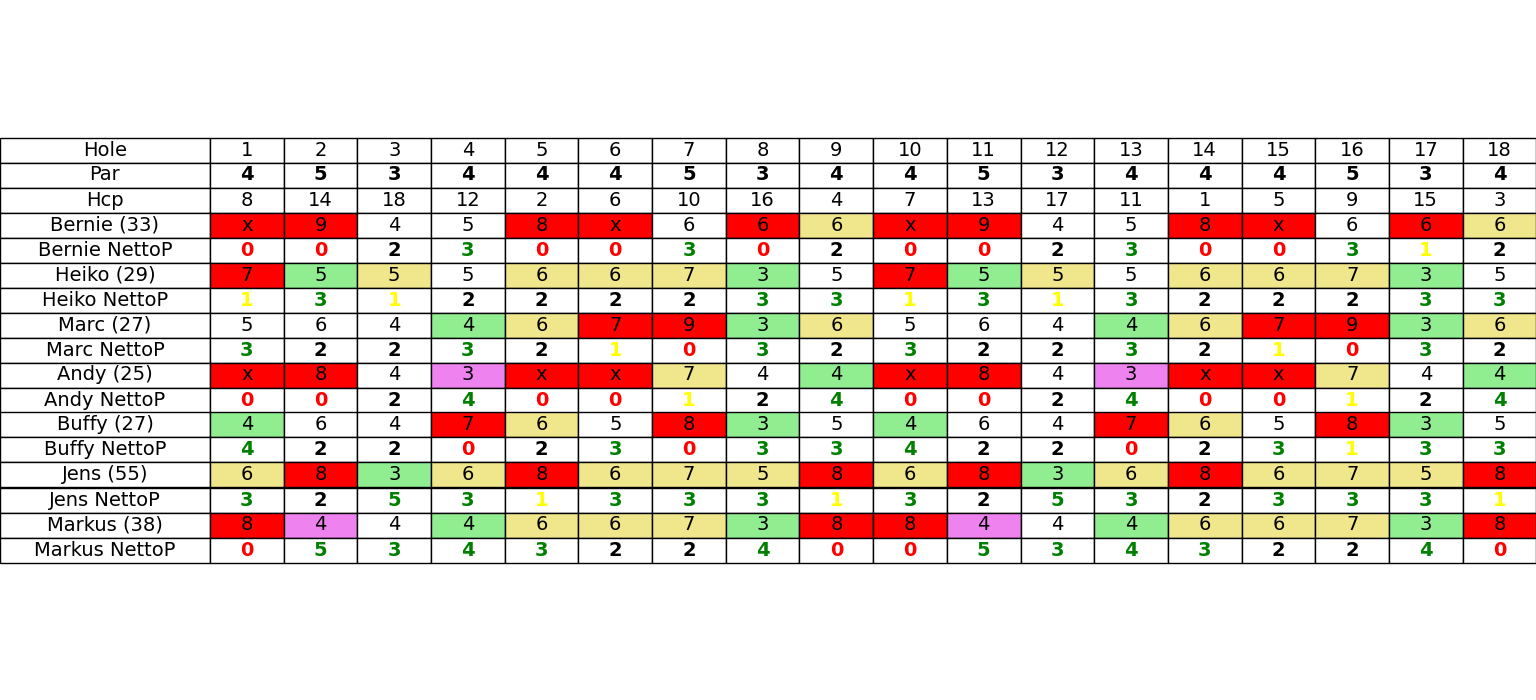 Hole 1 2 3 4 5 6 7 8 9 10 11 12 13 14 15 16 17 18
Par 4 5 3 4 4 4 5 3 4 4 5 3 4 4 4 5 3 4
Hcp 8 14 18 12 2 6 10 16 4 7 13 17 11 1 5 9 15 3
Bernie (33) x 9 4 5 8 x 6 6 6 x 9 4 5 8 x 6 6 6
Bernie NettoP 0 0 2 3 0 0 3 0 2 0 0 2 3 0 0 3 1 2
Heiko (29) 7 5 5 5 6 6 7 3 5 7 5 5 5 6 6 7 3 5
Heiko NettoP 1 3 1 2 2 2 2 3 3 1 3 1 3 2 2 2 3 3
Marc (27) 5 6 4 4 6 7 9 3 6 5 6 4 4 6 7 9 3 6
Marc NettoP 3 2 2 3 2 1 0 3 2 3 2 2 3 2 1 0 3 2
Andy (25) x 8 4 3 x x 7 4 4 x 8 4 3 x x 7 4 4
Andy NettoP 0 0 2 4 0 0 1 2 4 0 0 2 4 0 0 1 2 4
Buffy (27) 4 6 4 7 6 5 8 3 5 4 6 4 7 6 5 8 3 5
Buffy NettoP 4 2 2 0 2 3 0 3 3 4 2 2 0 2 3 1 3 3
Jens (55) 6 8 3 6 8 6 7 5 8 6 8 3 6 8 6 7 5 8
Jens NettoP 3 2 5 3 1 3 3 3 1 3 2 5 3 2 3 3 3 1
Markus (38) 8 4 4 4 6 6 7 3 8 8 4 4 4 6 6 7 3 8
Markus NettoP 0 5 3 4 3 2 2 4 0 0 5 3 4 3 2 2 4 0